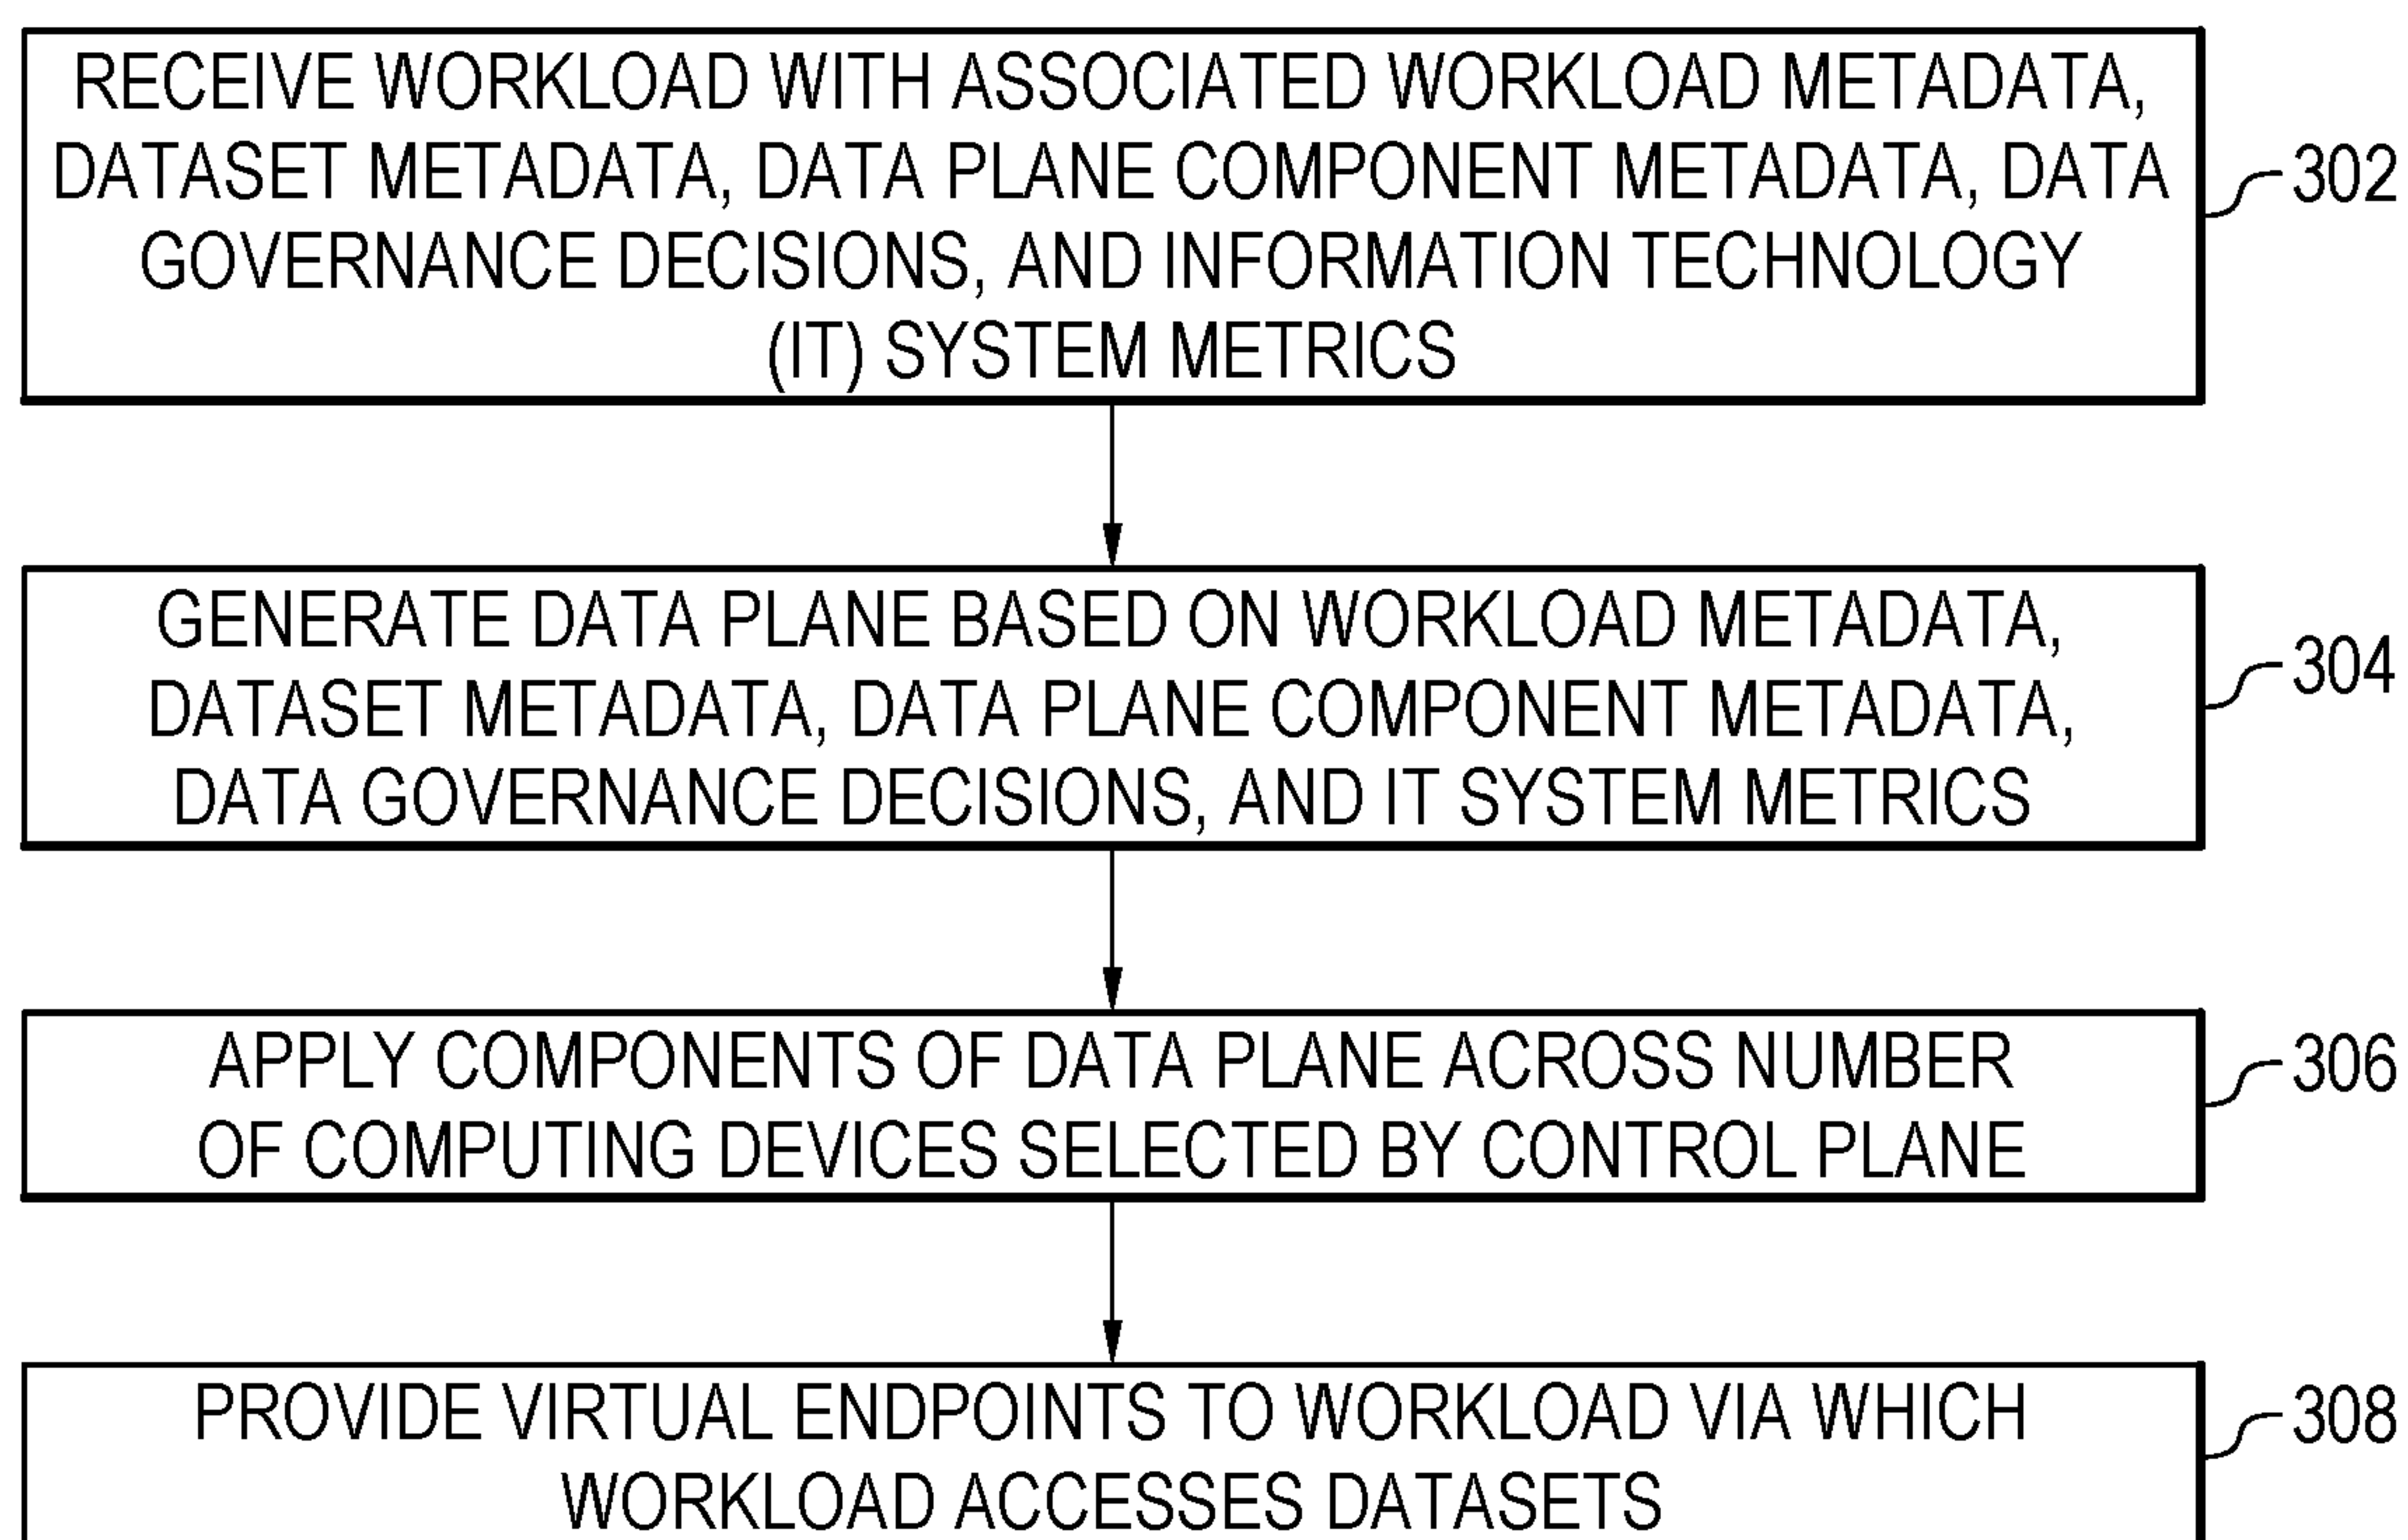 RECEIVE WORKLOAD WITH ASSOCIATED WORKLOAD METADATA,
DATASET METADATA, DATA PLANE COMPONENT METADATA, DATA
GOVERNANCE DECISIONS, AND INFORMATION TECHNOLOGY
(IT) SYSTEM METRICS
302
GENERATE DATA PLANE BASED ON WORKLOAD METADATA,
DATASET METADATA, DATA PLANE COMPONENT METADATA,
DATA GOVERNANCE DECISIONS, AND IT SYSTEM METRICS
304
APPLY COMPONENTS OF DATA PLANE ACROSS NUMBER
OF COMPUTING DEVICES SELECTED BY CONTROL PLANE
306
PROVIDE VIRTUAL ENDPOINTS TO WORKLOAD VIA WHICH
WORKLOAD ACCESSES DATASETS
308